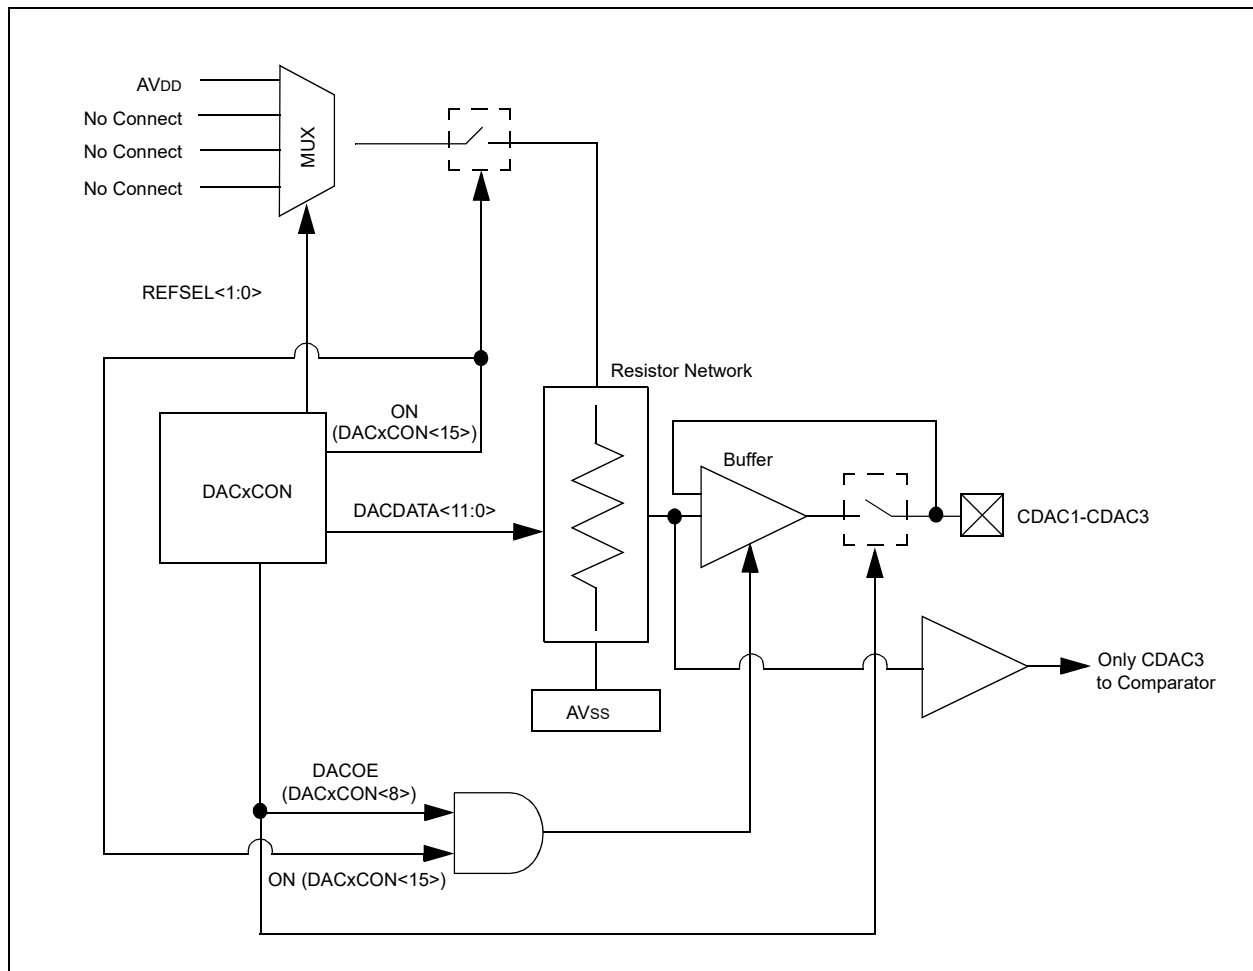 AVDD
No Connect
No Connect
No Connect
MUX
REFSEL<1:0>
Resistor Network
ON
(DACxCON<15>)
DACxCON
DACDATA<11:0>
Buffer
CDAC1-CDAC3
Only CDAC3
to Comparator
AVSS
DACOE
(DACxCON<8>)
ON (DACxCON<15>)